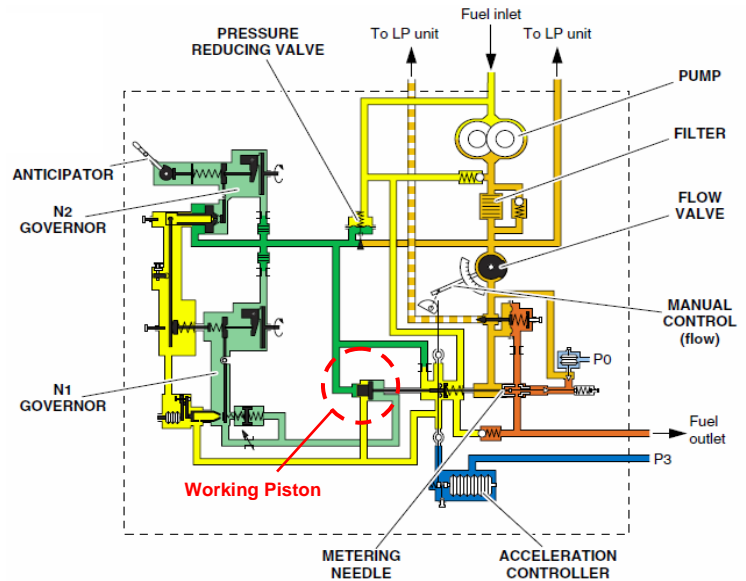 Fuel inlet
PRESSURE
REDUCING VALVE
To LP unit
To LP unit
PUMP
FILTER
ANTICIPATOR
FLOW
VALVE
N2
GOVERNOR
MANUAL
CONTROL
(flow)
P0
N1
GOVERNOR
Fuel
outlet
P3
Working Piston
METERING
NEEDLE
ACCELERATION
CONTROLLER